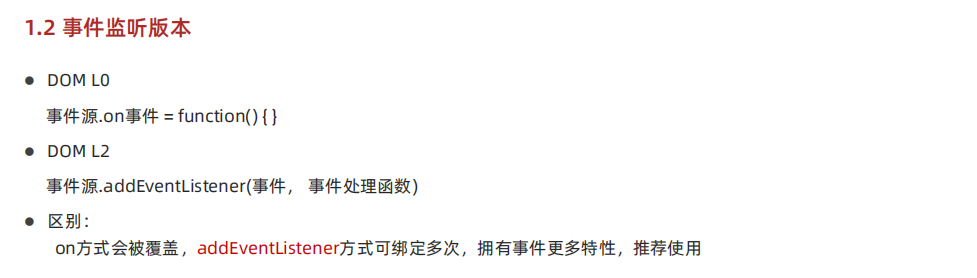 1.2 事件监听版本
● DOM L0
事件源.on事件 = function() { }
● DOM L2
事件源.addEventListener(事件， 事件处理函数)
● 区别：
on方式会被覆盖，addEventListener方式可绑定多次，拥有事件更多特性，推荐使用